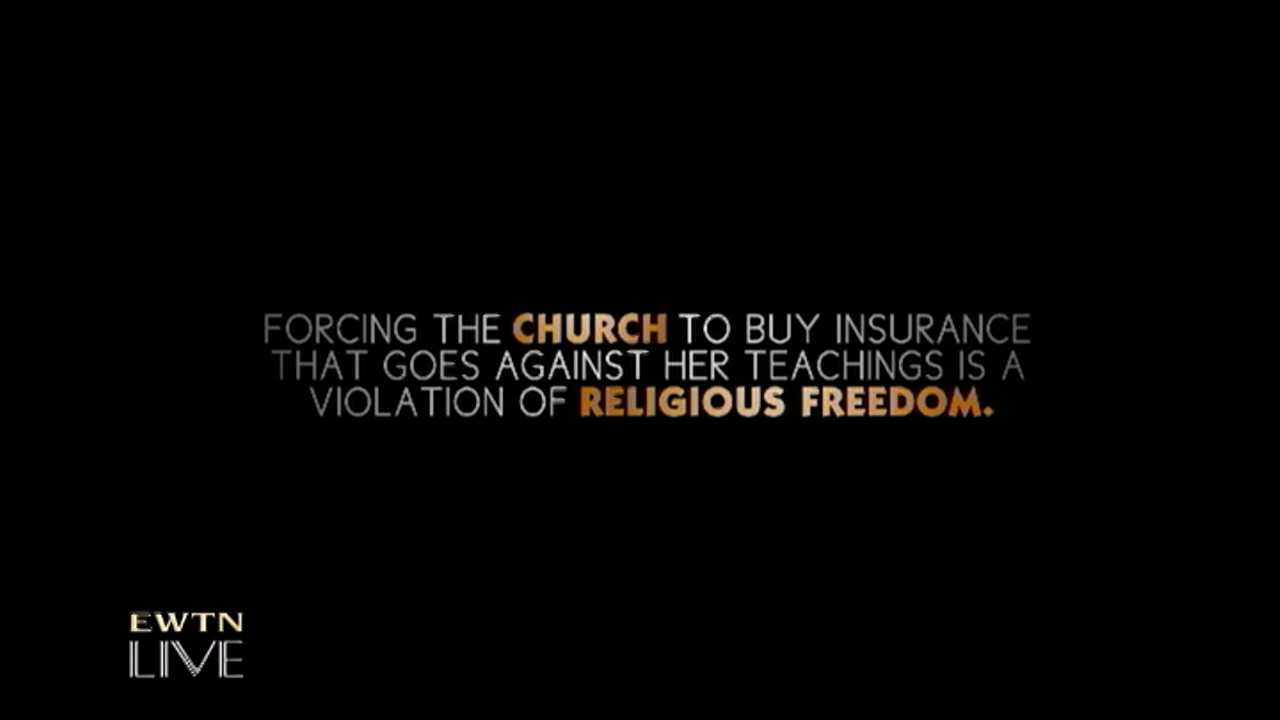 FORCING THE CHURCH TO BUY INSURANCE
THAT GOES AGAINST HER TEACHINGS IS A
VIOLATION OF RELIGIOUS FREEDOM.
EWTN
LIVE